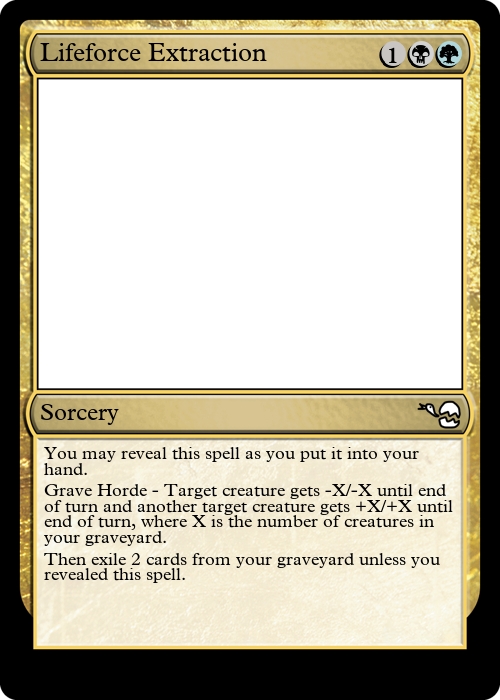 Lifeforce Extraction 1
Sorcery
You may reveal this spell as you put it into your
hand.
Grave Horde - Target creature gets -X/-X until end
of turn and another target creature gets +X/+X until
end of turn, where X is the number of creatures in
your graveyard.
Then exile 2 cards from your graveyard unless you
revealed this spell.